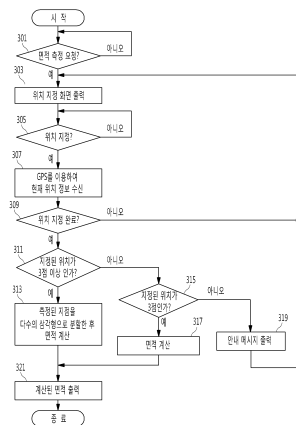 시 작
301
면적 측정 요청?
아니오
예
303
위치 지정 화면 출력
305
위치 지정?
아니오
예
307
GPS를 이용하여
현재 위치 정보 수신
309
위치 지정 완료?
아니오
예
311
지정된 위치가
3점 이상 인가?
아니오
예
313
측정된 지점을
다수의 삼각형으로 분할한 후
면적 계산
315
지정된 위치가
3점인가?
아니오
예
317
면적 계산
319
안내 메시지 출력
321
계산된 면적 출력
종 료